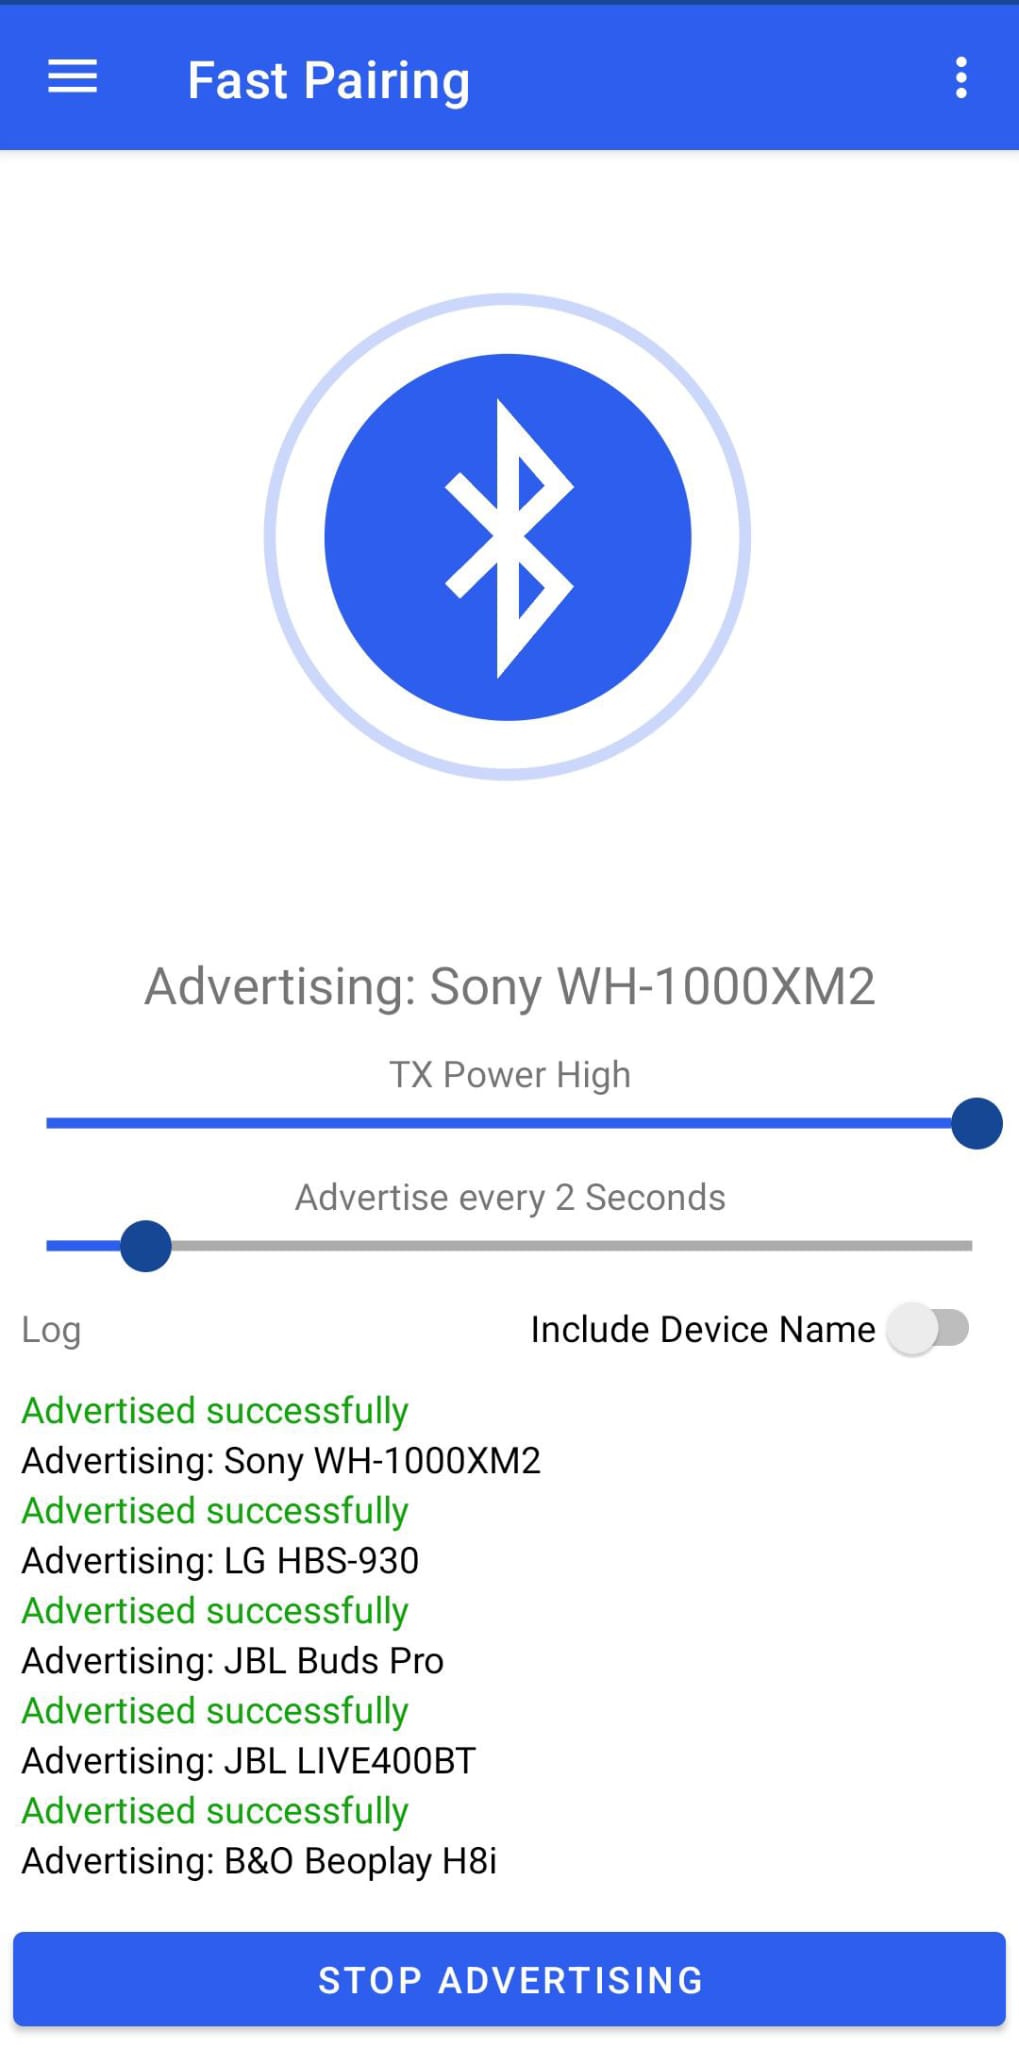 Fast Pairing
Advertising: Sony WH-1000XM2
TX Power High
Advertise every 2 Seconds
Log
Include Device Name
Advertised successfully
Advertising: Sony WH-1000XM2
Advertised successfully
Advertising: LG HBS-930
Advertised successfully
Advertising: JBL Buds Pro
Advertised successfully
Advertising: JBL LIVE400BT
Advertised successfully
Advertising: B&O Beoplay H8i
STOP ADVERTISING